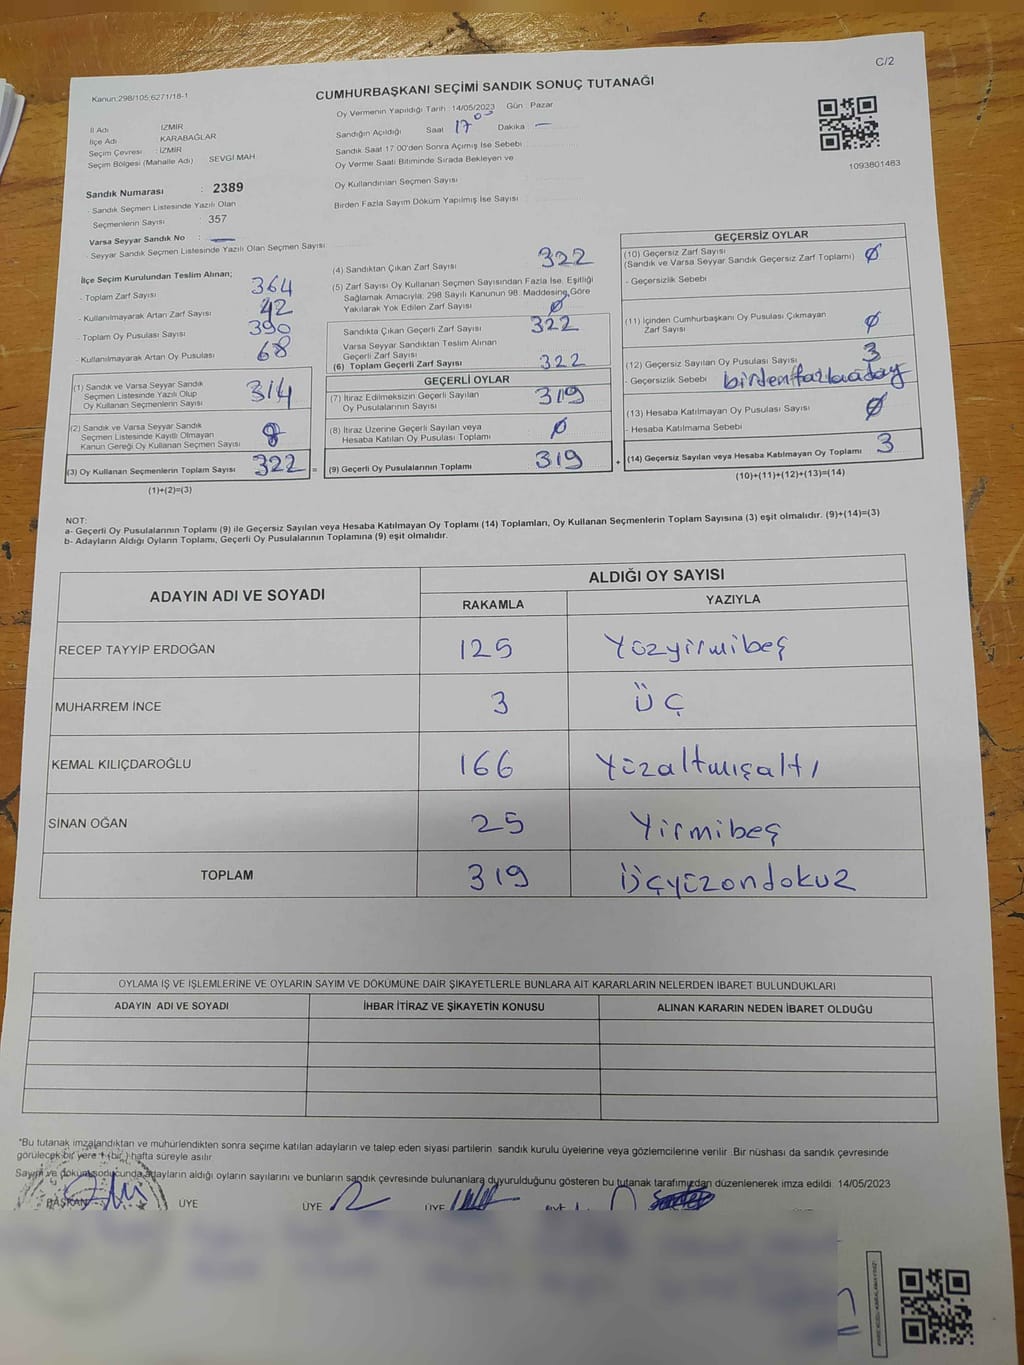 C/2
Kanun:298/105;6271/18-1
CUMHURBAŞKANI SEÇİMİ SANDIK SONUÇ TUTANAĞI
İl Adı : İZMİR
İlçe Adı : KARABAĞLAR
Seçim Çevresi : İZMİR
Seçim Bölgesi (Mahalle Adı) SEVGİ MAH
Sandık Numarası : 2389
- Sandık Seçmen Listesinde Yazılı Olan
Seçmenlerin Sayısı : 357
Varsa Seyyar Sandık No : —
- Seyyar Sandık Seçmen Listesinde Yazılı Olan Seçmen Sayısı
Oy Vermenin Yapıldığı Tarih : 14/05/2023 Gün : Pazar
Sandığın Açıldığı Saat 17 Dakika : —
Sandık Saat 17:00'den Sonra Açımış İse Sebebi
Oy Verme Saati Bitiminde Sırada Bekleyen ve
Oy Kullandırılan Seçmen Sayısı
Birden Fazla Sayım Döküm Yapılmış İse Sayısı
1093801483
İlçe Seçim Kurulundan Teslim Alınan;
- Toplam Zarf Sayısı 364
- Kullanılmayarak Artan Zarf Sayısı 42
- Toplam Oy Pusulası Sayısı 390
- Kullanılmayarak Artan Oy Pusulası 68
(1) Sandık ve Varsa Seyyar Sandık
Seçmen Listesinde Yazılı Olup
Oy Kullanan Seçmenlerin Sayısı 314
(2) Sandık ve Varsa Seyyar Sandık
Seçmen Listesinde Kayıtlı Olmayan
Kanun Gereği Oy Kullanan Seçmen Sayısı 8
(3) Oy Kullanan Seçmenlerin Toplam Sayısı 322 =
(1)+(2)=(3)
(4) Sandıktan Çıkan Zarf Sayısı 322
(5) Zarf Sayısı Oy Kullanan Seçmen Sayısından Fazla İse, Eşitliği
Sağlamak Amacıyla; 298 Sayılı Kanunun 98. Maddesine Göre
Yakılarak Yok Edilen Zarf Sayısı 0
Sandıkta Çıkan Geçerli Zarf Sayısı 322
Varsa Seyyar Sandıktan Teslim Alınan
Geçerli Zarf Sayısı
(6) Toplam Geçerli Zarf Sayısı 322
GEÇERLİ OYLAR
(7) İtiraz Edilmeksizin Geçerli Sayılan
Oy Pusulalarının Sayısı 319
(8) İtiraz Üzerine Geçerli Sayılan veya
Hesaba Katılan Oy Pusulası Toplamı 0
(9) Geçerli Oy Pusulalarının Toplamı 319 +
GEÇERSİZ OYLAR
(10) Geçersiz Zarf Sayısı
(Sandık ve Varsa Seyyar Sandık Geçersiz Zarf Toplamı) 0
- Geçersizlik Sebebi
(11) İçinden Cumhurbaşkanı Oy Pusulası Çıkmayan
Zarf Sayısı 0
(12) Geçersiz Sayılan Oy Pusulası Sayısı 3
- Geçersizlik Sebebi birden fazla aday
(13) Hesaba Katılmayan Oy Pusulası Sayısı 0
- Hesaba Katılmama Sebebi
(14) Geçersiz Sayılan veya Hesaba Katılmayan Oy Toplamı 3
(10)+(11)+(12)+(13)=(14)
NOT:
a- Geçerli Oy Pusulalarının Toplamı (9) ile Geçersiz Sayılan veya Hesaba Katılmayan Oy Toplamı (14) Toplamları, Oy Kullanan Seçmenlerin Toplam Sayısına (3) eşit olmalıdır. (9)+(14)=(3)
b- Adayların Aldığı Oyların Toplamı, Geçerli Oy Pusulalarının Toplamına (9) eşit olmalıdır.
ADAYIN ADI VE SOYADI ALDIĞI OY SAYISI
RAKAMLA YAZIYLA
RECEP TAYYİP ERDOĞAN 125 Yüzyirmibeş
MUHARREM İNCE 3 Üç
KEMAL KILIÇDAROĞLU 166 Yüzaltmışaltı
SİNAN OĞAN 25 Yirmibeş
TOPLAM 319 Üçyüzondokuz
OYLAMA İŞ VE İŞLEMLERİNE VE OYLARIN SAYIM VE DÖKÜMÜNE DAİR ŞİKAYETLERLE BUNLARA AİT KARARLARIN NELERDEN İBARET BULUNDUKLARI
ADAYIN ADI VE SOYADI İHBAR İTİRAZ VE ŞİKAYETİN KONUSU ALINAN KARARIN NEDEN İBARET OLDUĞU
*Bu tutanak imzalandıktan ve mühürlendikten sonra seçime katılan adayların ve talep eden siyasi partilerin sandık kurulu üyelerine veya gözlemcilerine verilir. Bir nüshası da sandık çevresinde
görülecek bir yere 1 (bir ) hafta süreyle asılır
Sayım ve döküm sonucunda adayların aldığı oyların sayılarını ve bunların sandık çevresinde bulunanlara duyurulduğunu gösteren bu tutanak tarafımızdan düzenlenerek imza edildi. 14/05/2023
BAŞKAN ÜYE ÜYE ÜYE